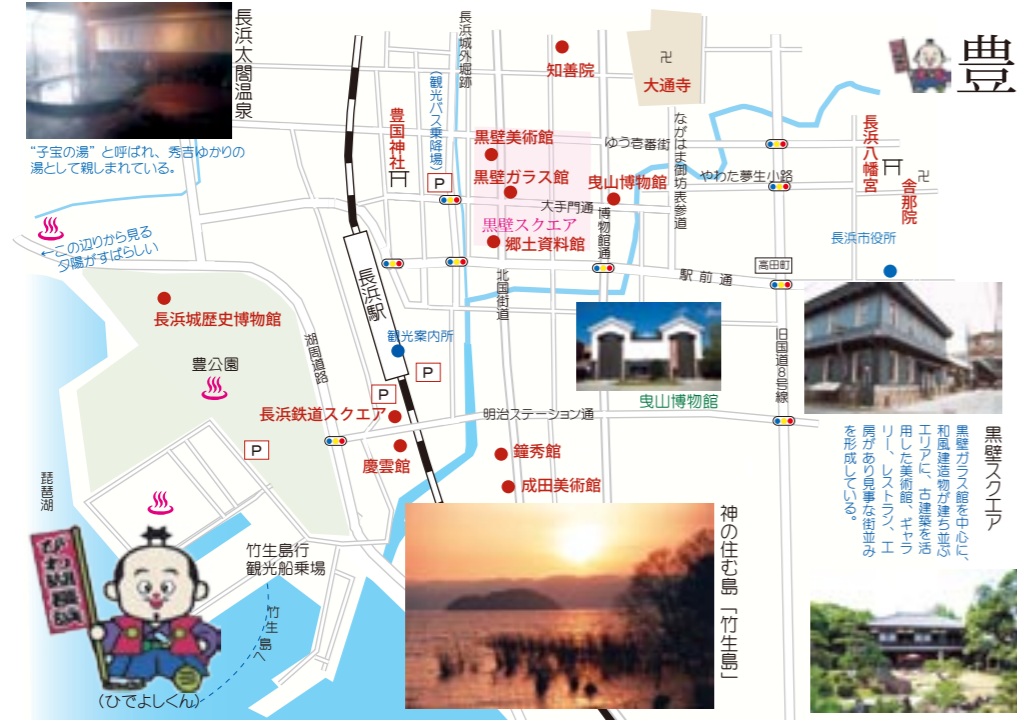 長浜太閤温泉
“子宝の湯”と呼ばれ、秀吉ゆかりの
湯として親しまれている。
←この辺りから見る
夕陽がすばらしい
長浜城外堀跡
(観光バス乗降場)
P
豊国神社
知善院
卍
大通寺
豊
黒壁美術館
黒壁ガラス館
曳山博物館
大手門通
黒壁スクエア
郷土資料館
ゆう壱番街
やわた夢生小路
ながはま御坊表参道
博物館通
長浜八幡宮
卍
舎那院
長浜市役所
高田町
駅前通
北国街道
長浜駅
観光案内所
P
P
長浜城歴史博物館
豊公園
湖周道路
長浜鉄道スクエア
慶雲館
P
明治ステーション通
旧国道8号線
鐘秀館
成田美術館
曳山博物館
黒壁スクエア
黒壁ガラス館を中心に、
和風建造物が建ち並ぶ
エリアに、古建築を活
用した美術館、ギャラ
リー、レストラン、工
房があり見事な街並み
を形成している。
琵琶湖
竹生島行
観光船乗場
竹生島へ
(ひでよしくん)
神の住む島「竹生島」